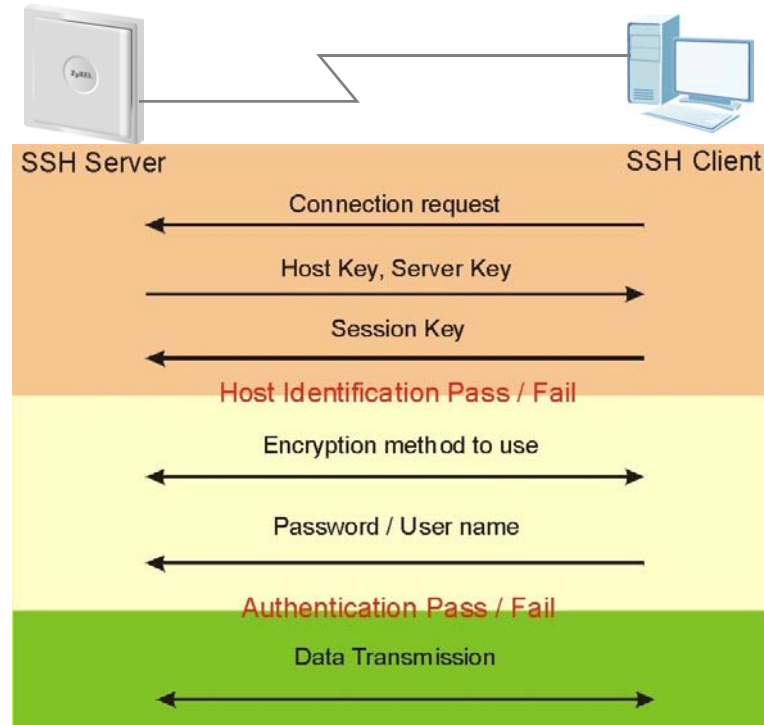 ZyXEL
SSH Server
SSH Client
Connection request
Host Key, Server Key
Session Key
Host Identification Pass / Fail
Encryption method to use
Password / User name
Authentication Pass / Fail
Data Transmission